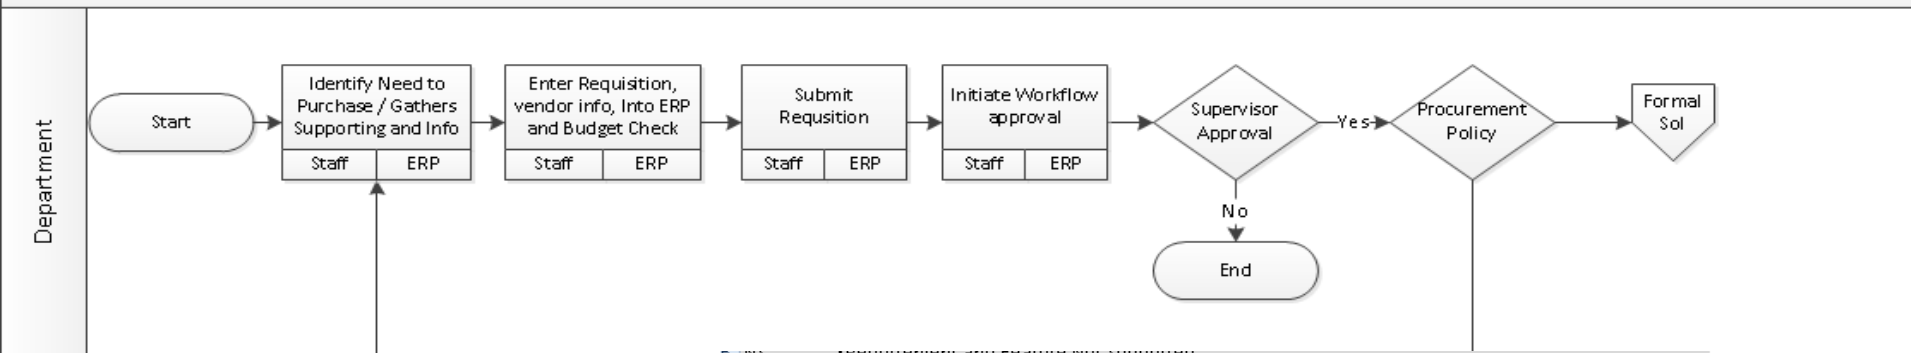 Department
Start
Identify Need to
Purchase / Gathers
Supporting and Info
Staff ERP
Enter Requisition,
vendor info, Into ERP
and Budget Check
Staff ERP
Submit
Requsition
Staff ERP
Initiate Workflow
approval
Staff ERP
Supervisor
Approval
Yes
No
End
Procurement
Policy
Formal
Sol